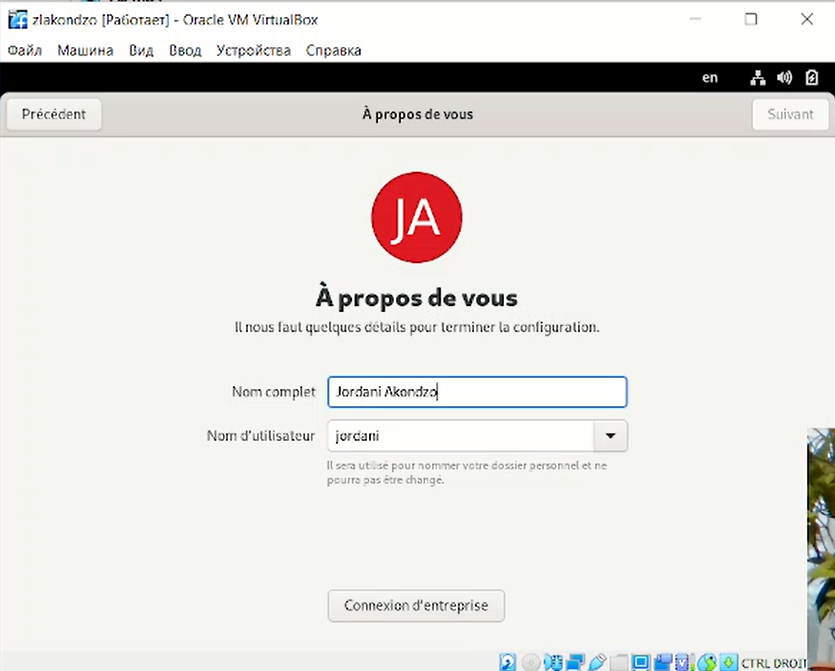 zlakondzo [Работает] - Oracle VM VirtualBox
Файл Машина Вид Ввод Устройства Справка
en
Précédent À propos de vous Suivant
JA
À propos de vous
Il nous faut quelques détails pour terminer la configuration.
Nom complet Jordani Akondzo
Nom d'utilisateur jordani
Il sera utilisé pour nommer votre dossier personnel et ne
pourra pas être changé.
Connexion d'entreprise
CTRL DROIT